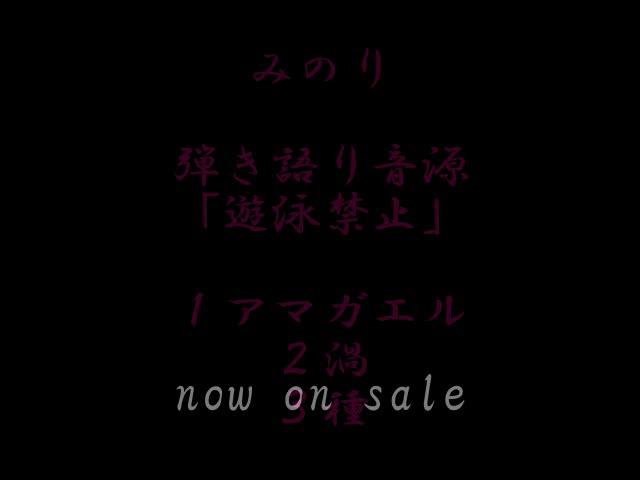 みのり
弾き語り音源
「遊泳禁止」
1 アマガエル
2 渦
now on sale
3 種